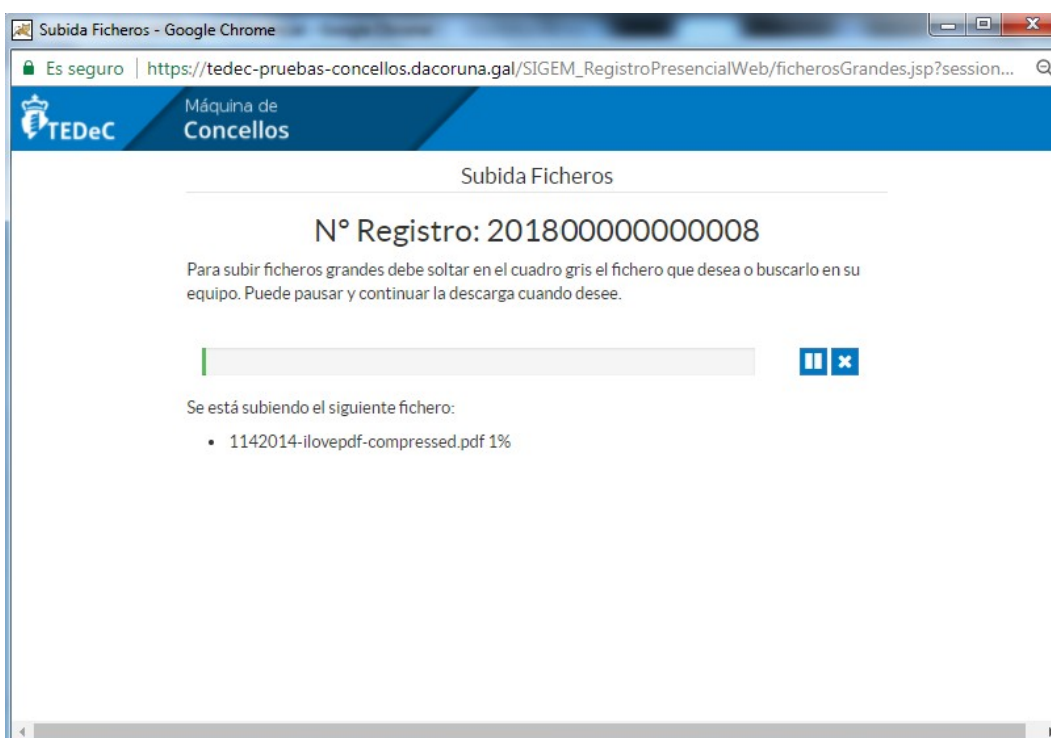 Subida Ficheros - Google Chrome
Es seguro | https://tedec-pruebas-concellos.dacoruna.gal/SIGEM_RegistroPresencialWeb/ficherosGrandes.jsp?session...
TEDeC
Máquina de
Concellos
Subida Ficheros
Nº Registro: 201800000000008
Para subir ficheros grandes debe soltar en el cuadro gris el fichero que desea o buscarlo en su
equipo. Puede pausar y continuar la descarga cuando desee.
Se está subiendo el siguiente fichero:
• 1142014-ilovepdf-compressed.pdf 1%